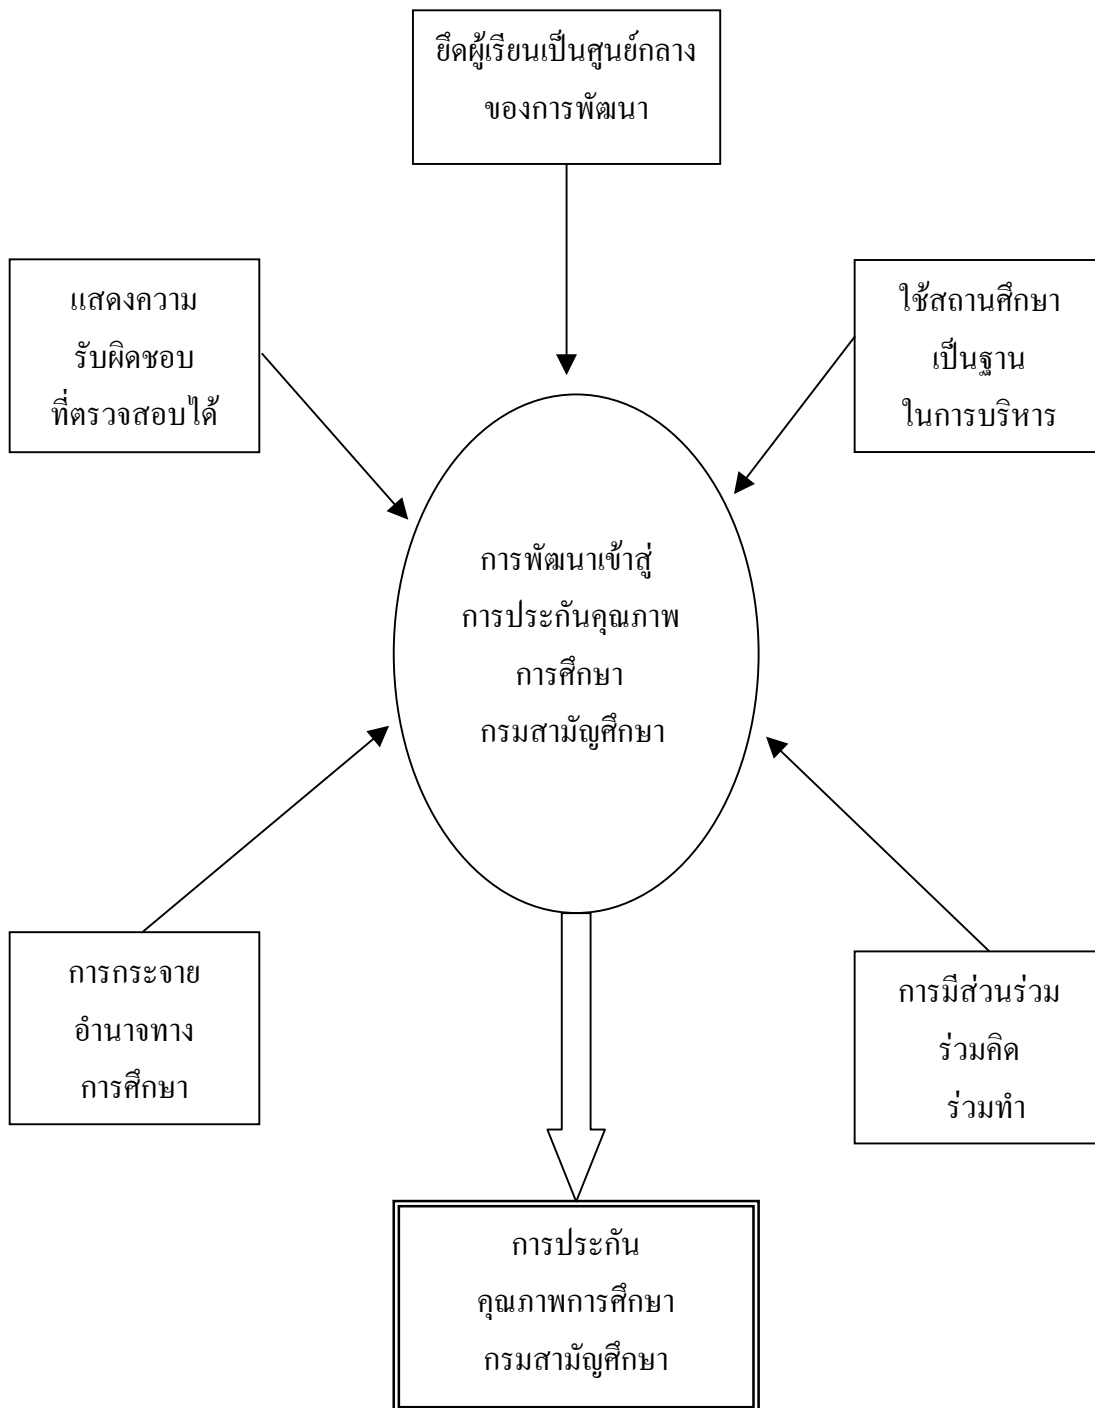 ยึดผู้เรียนเป็นศูนย์กลาง
ของการพัฒนา
แสดงความ
รับผิดชอบ
ที่ตรวจสอบได้
ใช้สถานศึกษา
เป็นฐาน
ในการบริหาร
การพัฒนาเข้าสู่
การประกันคุณภาพ
การศึกษา
กรมสามัญศึกษา
การกระจาย
อำนาจทาง
การศึกษา
การมีส่วนร่วม
ร่วมคิด
ร่วมทำ
การประกัน
คุณภาพการศึกษา
กรมสามัญศึกษา